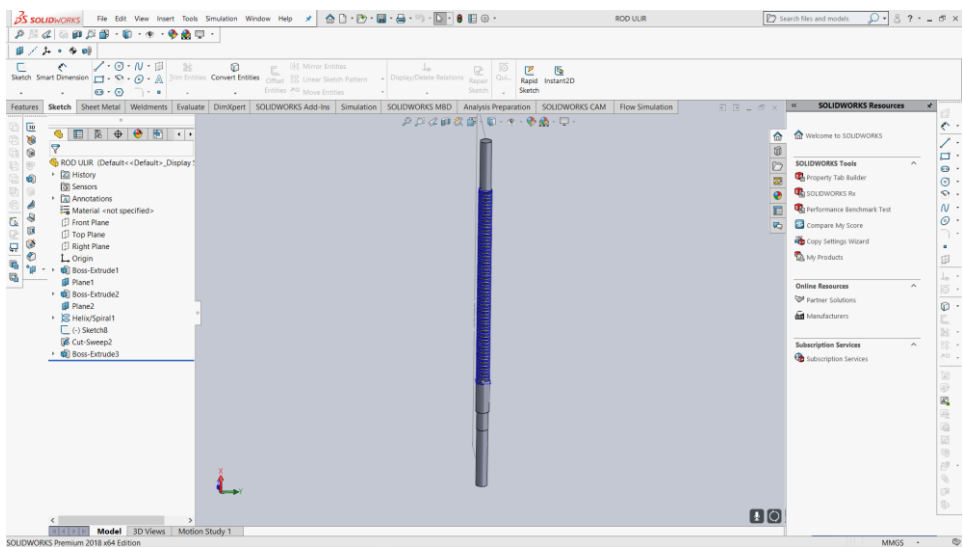 SOLIDWORKS File Edit View Insert Tools Simulation Window Help ROD ULIR Search files and models
Sketch Smart Dimension Trim Entities Convert Entities Offset Entities Mirror Entities Linear Sketch Pattern Move Entities Display/Delete Relations Repair Sketch Qui... Rapid Sketch Instant2D
Features Sketch Sheet Metal Weldments Evaluate DimXpert SOLIDWORKS Add-Ins Simulation SOLIDWORKS MBD Analysis Preparation SOLIDWORKS CAM Flow Simulation
ROD ULIR (Default<<Default>_Display S
History
Sensors
Annotations
Material <not specified>
Front Plane
Top Plane
Right Plane
Origin
Boss-Extrude1
Plane1
Boss-Extrude2
Plane2
Helix/Spiral1
(-) Sketch8
Cut-Sweep2
Boss-Extrude3
X
Y
SOLIDWORKS Resources
Welcome to SOLIDWORKS
SOLIDWORKS Tools
Property Tab Builder
SOLIDWORKS Rx
Performance Benchmark Test
Compare My Score
Copy Settings Wizard
My Products
Online Resources
Partner Solutions
Manufacturers
Subscription Services
Subscription Services
Model 3D Views Motion Study 1
SOLIDWORKS Premium 2018 x64 Edition MMGS